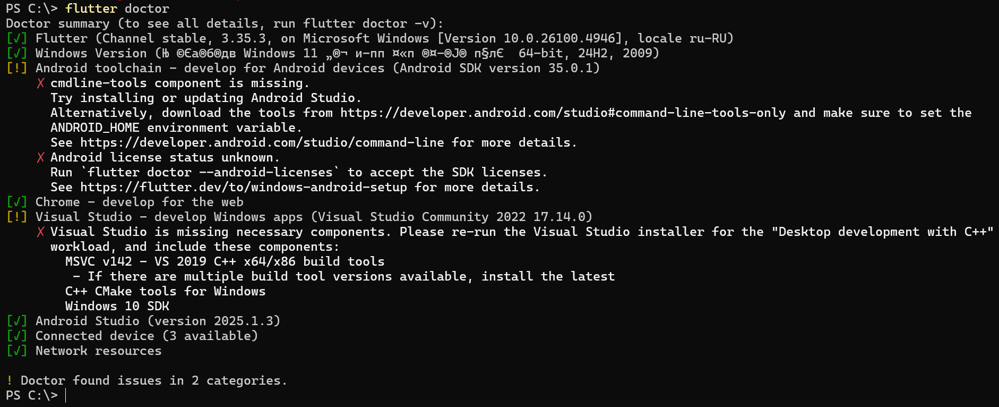 PS C:\> flutter doctor
Doctor summary (to see all details, run flutter doctor -v):
[√] Flutter (Channel stable, 3.35.3, on Microsoft Windows [Version 10.0.26100.4946], locale ru-RU)
[√] Windows Version (Њ ©Єа®б®дв Windows 11 „®¬ и­пп ¤«п ®¤­®Ј® п§лЄ  64-bit, 24H2, 2009)
[!] Android toolchain - develop for Android devices (Android SDK version 35.0.1)
    ✗ cmdline-tools component is missing.
      Try installing or updating Android Studio.
      Alternatively, download the tools from https://developer.android.com/studio#command-line-tools-only and make sure to set the
      ANDROID_HOME environment variable.
      See https://developer.android.com/studio/command-line for more details.
    ✗ Android license status unknown.
      Run `flutter doctor --android-licenses` to accept the SDK licenses.
      See https://flutter.dev/to/windows-android-setup for more details.
[√] Chrome - develop for the web
[!] Visual Studio - develop Windows apps (Visual Studio Community 2022 17.14.0)
    ✗ Visual Studio is missing necessary components. Please re-run the Visual Studio installer for the "Desktop development with C++"
      workload, and include these components:
        MSVC v142 - VS 2019 C++ x64/x86 build tools
         - If there are multiple build tool versions available, install the latest
        C++ CMake tools for Windows
        Windows 10 SDK
[√] Android Studio (version 2025.1.3)
[√] Connected device (3 available)
[√] Network resources

! Doctor found issues in 2 categories.
PS C:\>